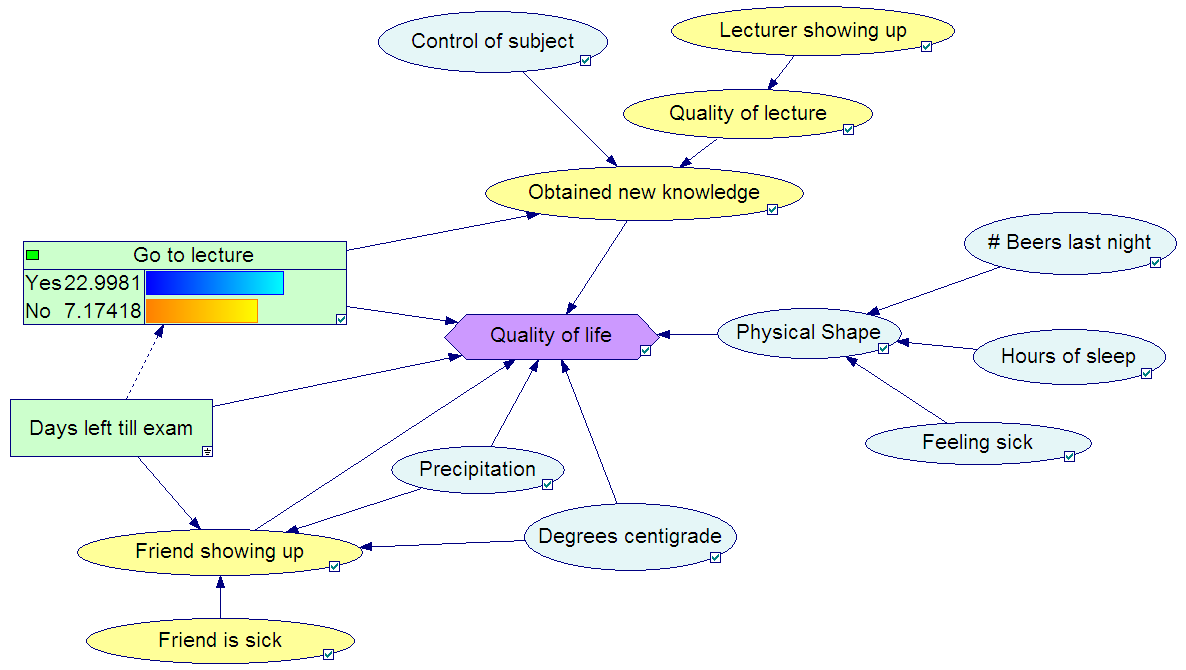 Lecturer showing up
Control of subject
Quality of lecture
Obtained new knowledge
# Beers last night
Go to lecture
Yes 22.9981
No 7.17418
Quality of life
Physical Shape
Hours of sleep
Days left till exam
Feeling sick
Precipitation
Degrees centigrade
Friend showing up
Friend is sick